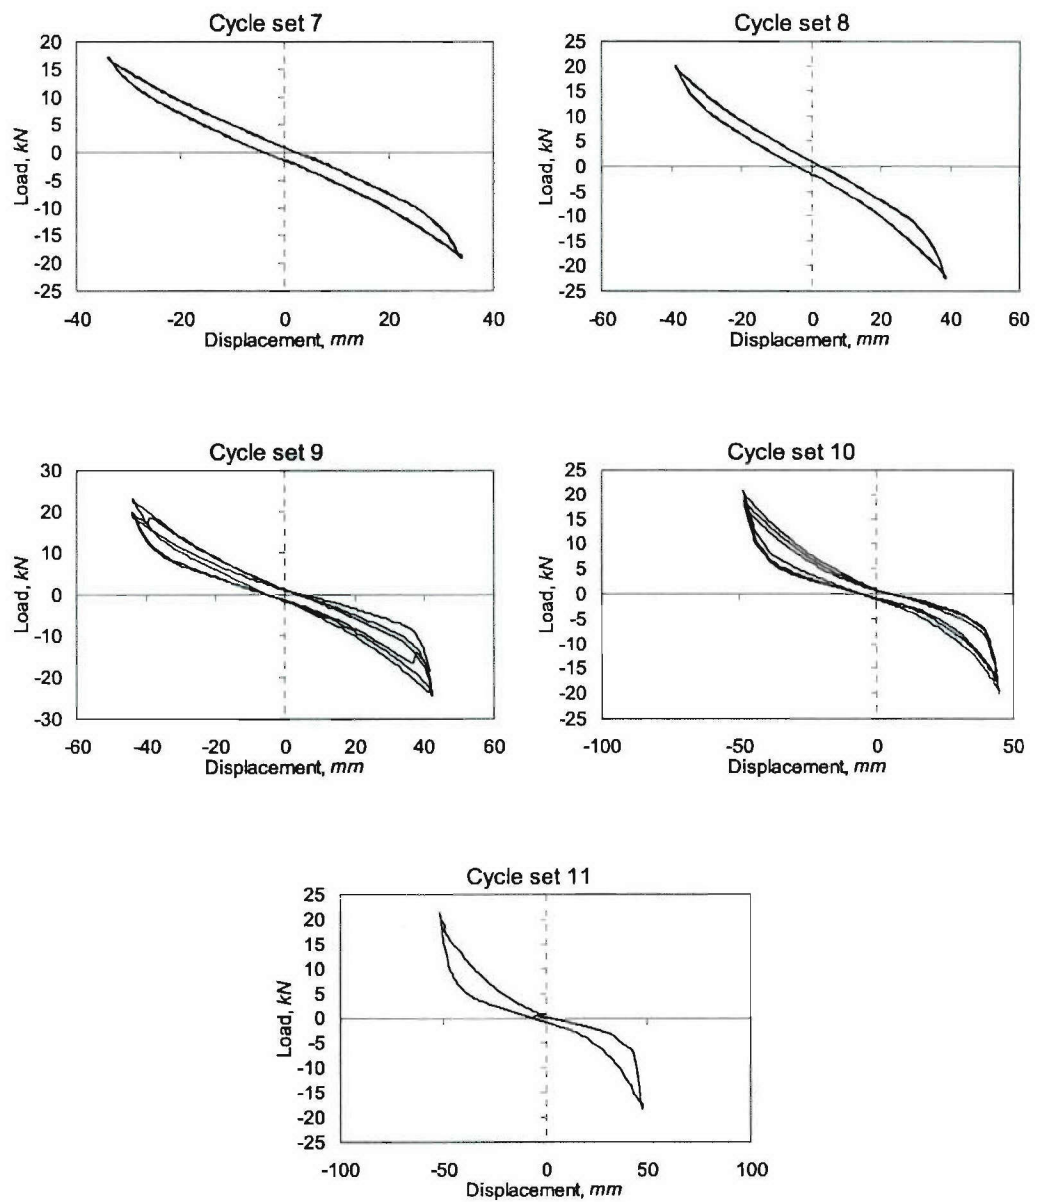 Cycle set 7
20
15
10
5
0
-5
-10
-15
-20
-25
Load, kN
-40 -20 0 20 40
Displacement, mm
Cycle set 8
25
20
15
10
5
0
-5
-10
-15
-20
-25
Load, kN
-60 -40 -20 0 20 40 60
Displacement, mm
Cycle set 9
30
20
10
0
-10
-20
-30
Load, kN
-60 -40 -20 0 20 40 60
Displacement, mm
Cycle set 10
25
20
15
10
5
0
-5
-10
-15
-20
-25
Load, kN
-100 -50 0 50
Displacement, mm
Cycle set 11
25
20
15
10
5
0
-5
-10
-15
-20
-25
Load, kN
-100 -50 0 50 100
Displacement, mm